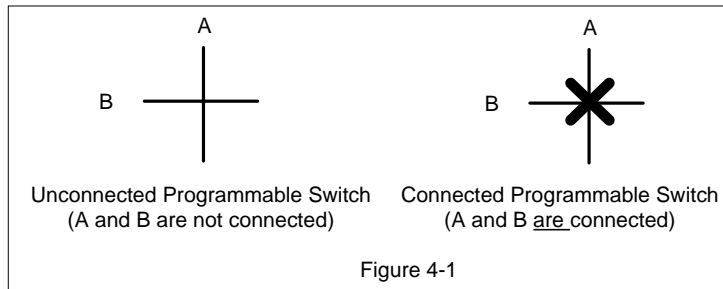 A
B
Unconnected Programmable Switch
(A and B are not connected)
A
B
Connected Programmable Switch
(A and B are connected)
Figure 4-1